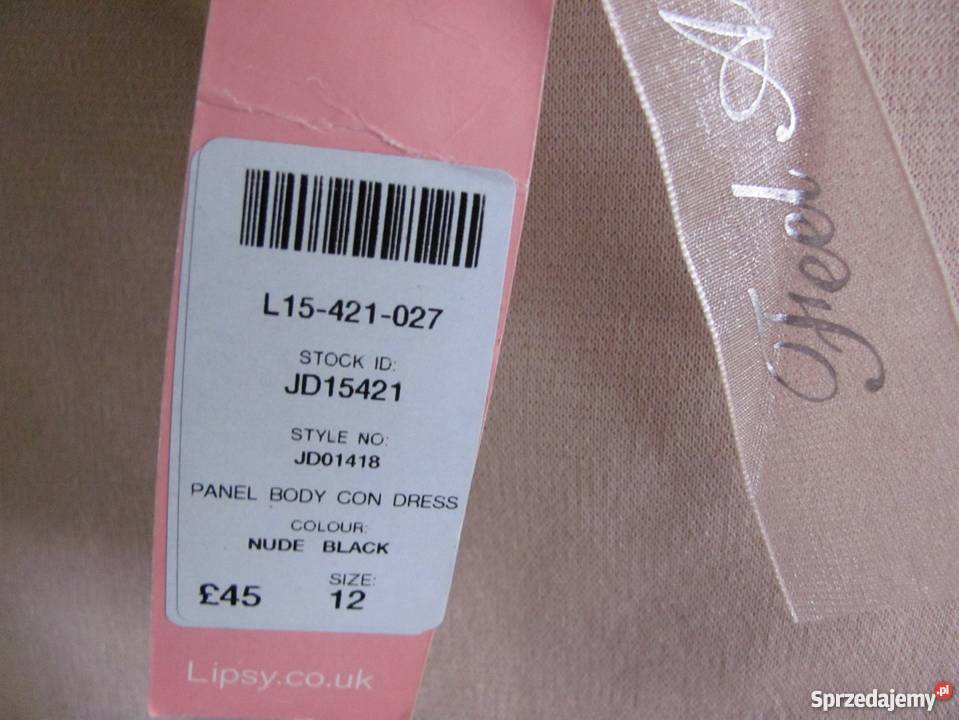 L15-421-027
STOCK ID:
JD15421
STYLE NO:
JD01418
PANEL BODY CON DRESS
COLOUR:
NUDE BLACK
SIZE:
£45 12
Lipsy.co.uk
Sprzedajemy.pl